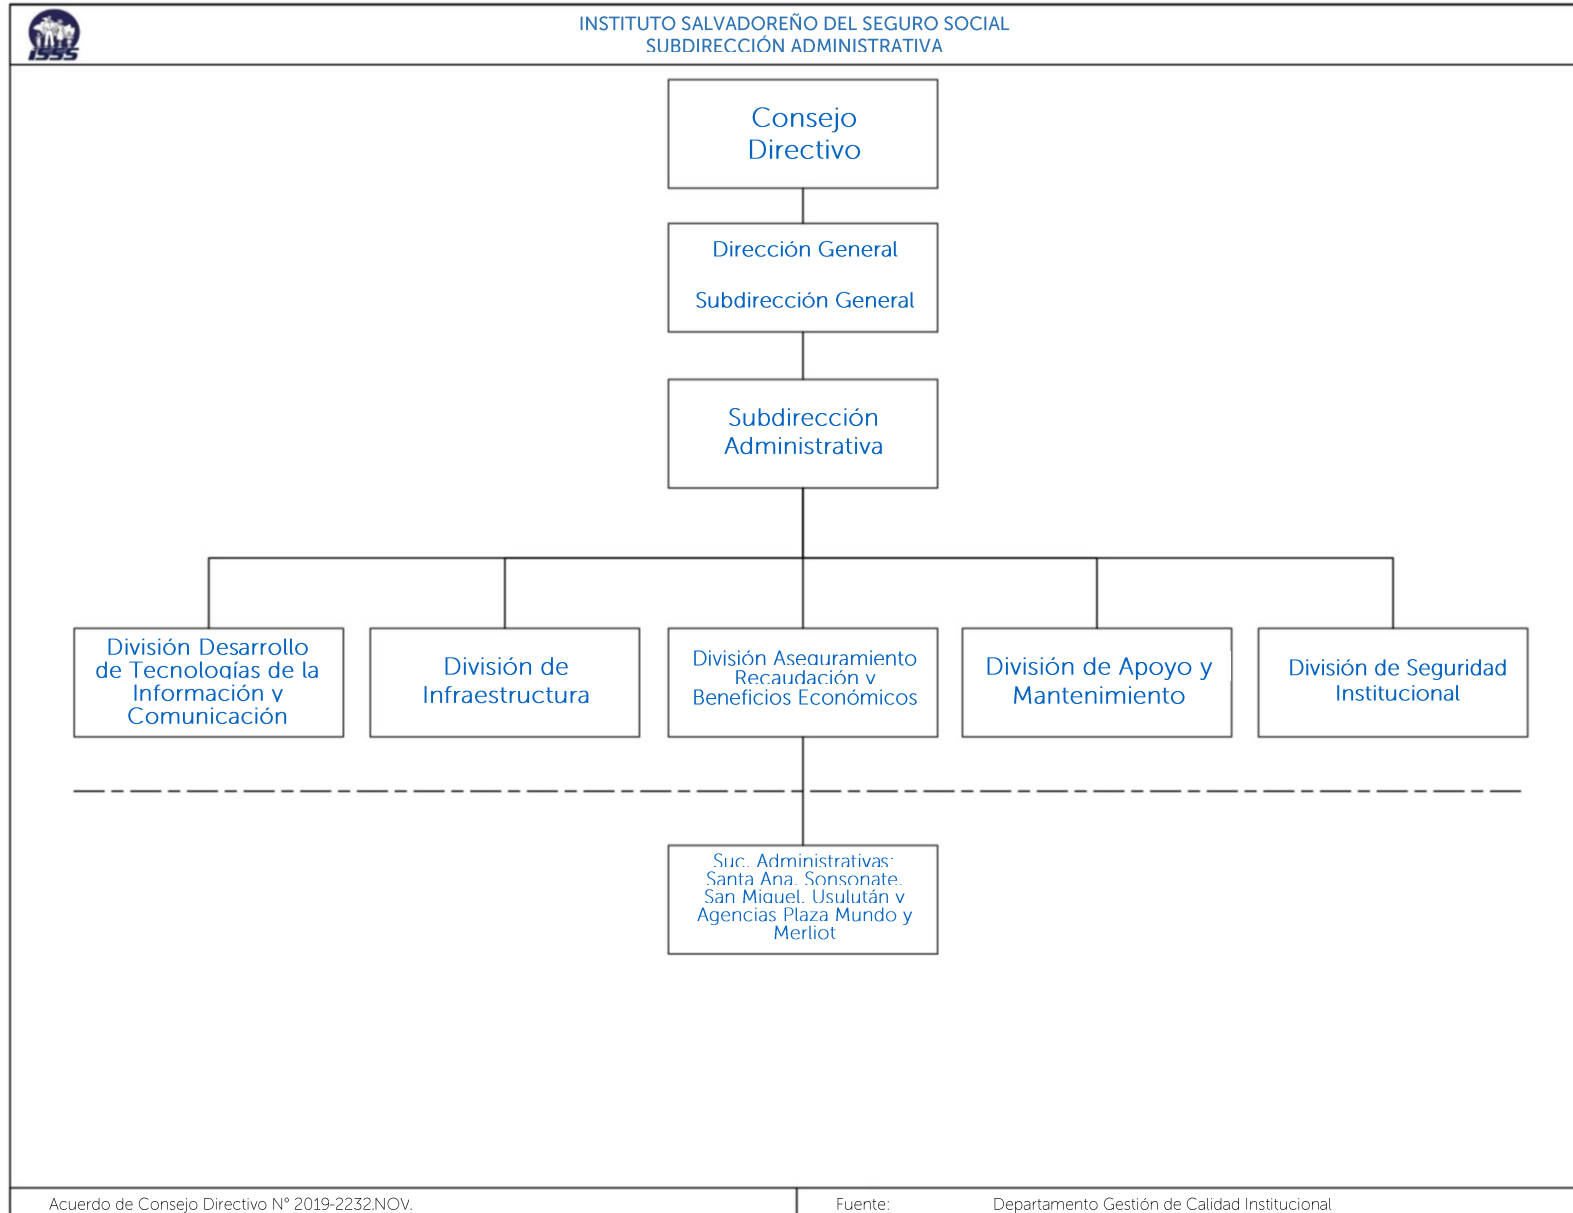 ISSS
INSTITUTO SALVADOREÑO DEL SEGURO SOCIAL
SUBDIRECCIÓN ADMINISTRATIVA
Consejo
Directivo
Dirección General
Subdirección General
Subdirección
Administrativa
División Desarrollo
de Tecnologías de la
Información y
Comunicación
División de
Infraestructura
División Aseguramiento
Recaudación y
Beneficios Económicos
División de Apoyo y
Mantenimiento
División de Seguridad
Institucional
Suc. Administrativas:
Santa Ana, Sonsonate,
San Miguel, Usulután y
Agencias Plaza Mundo y
Merliot
Acuerdo de Consejo Directivo N° 2019-2232.NOV.
Fuente: Departamento Gestión de Calidad Institucional